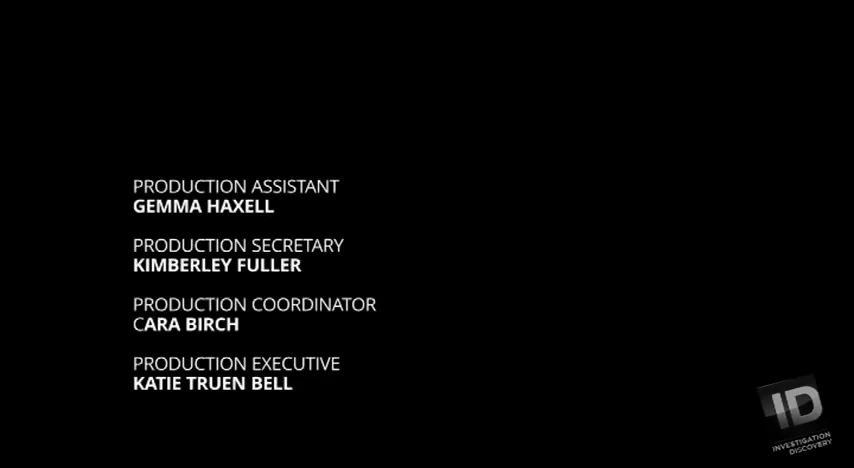 PRODUCTION ASSISTANT
GEMMA HAXELL
PRODUCTION SECRETARY
KIMBERLEY FULLER
PRODUCTION COORDINATOR
CARA BIRCH
PRODUCTION EXECUTIVE
KATIE TRUEN BELL
ID
INVESTIGATION
DISCOVERY